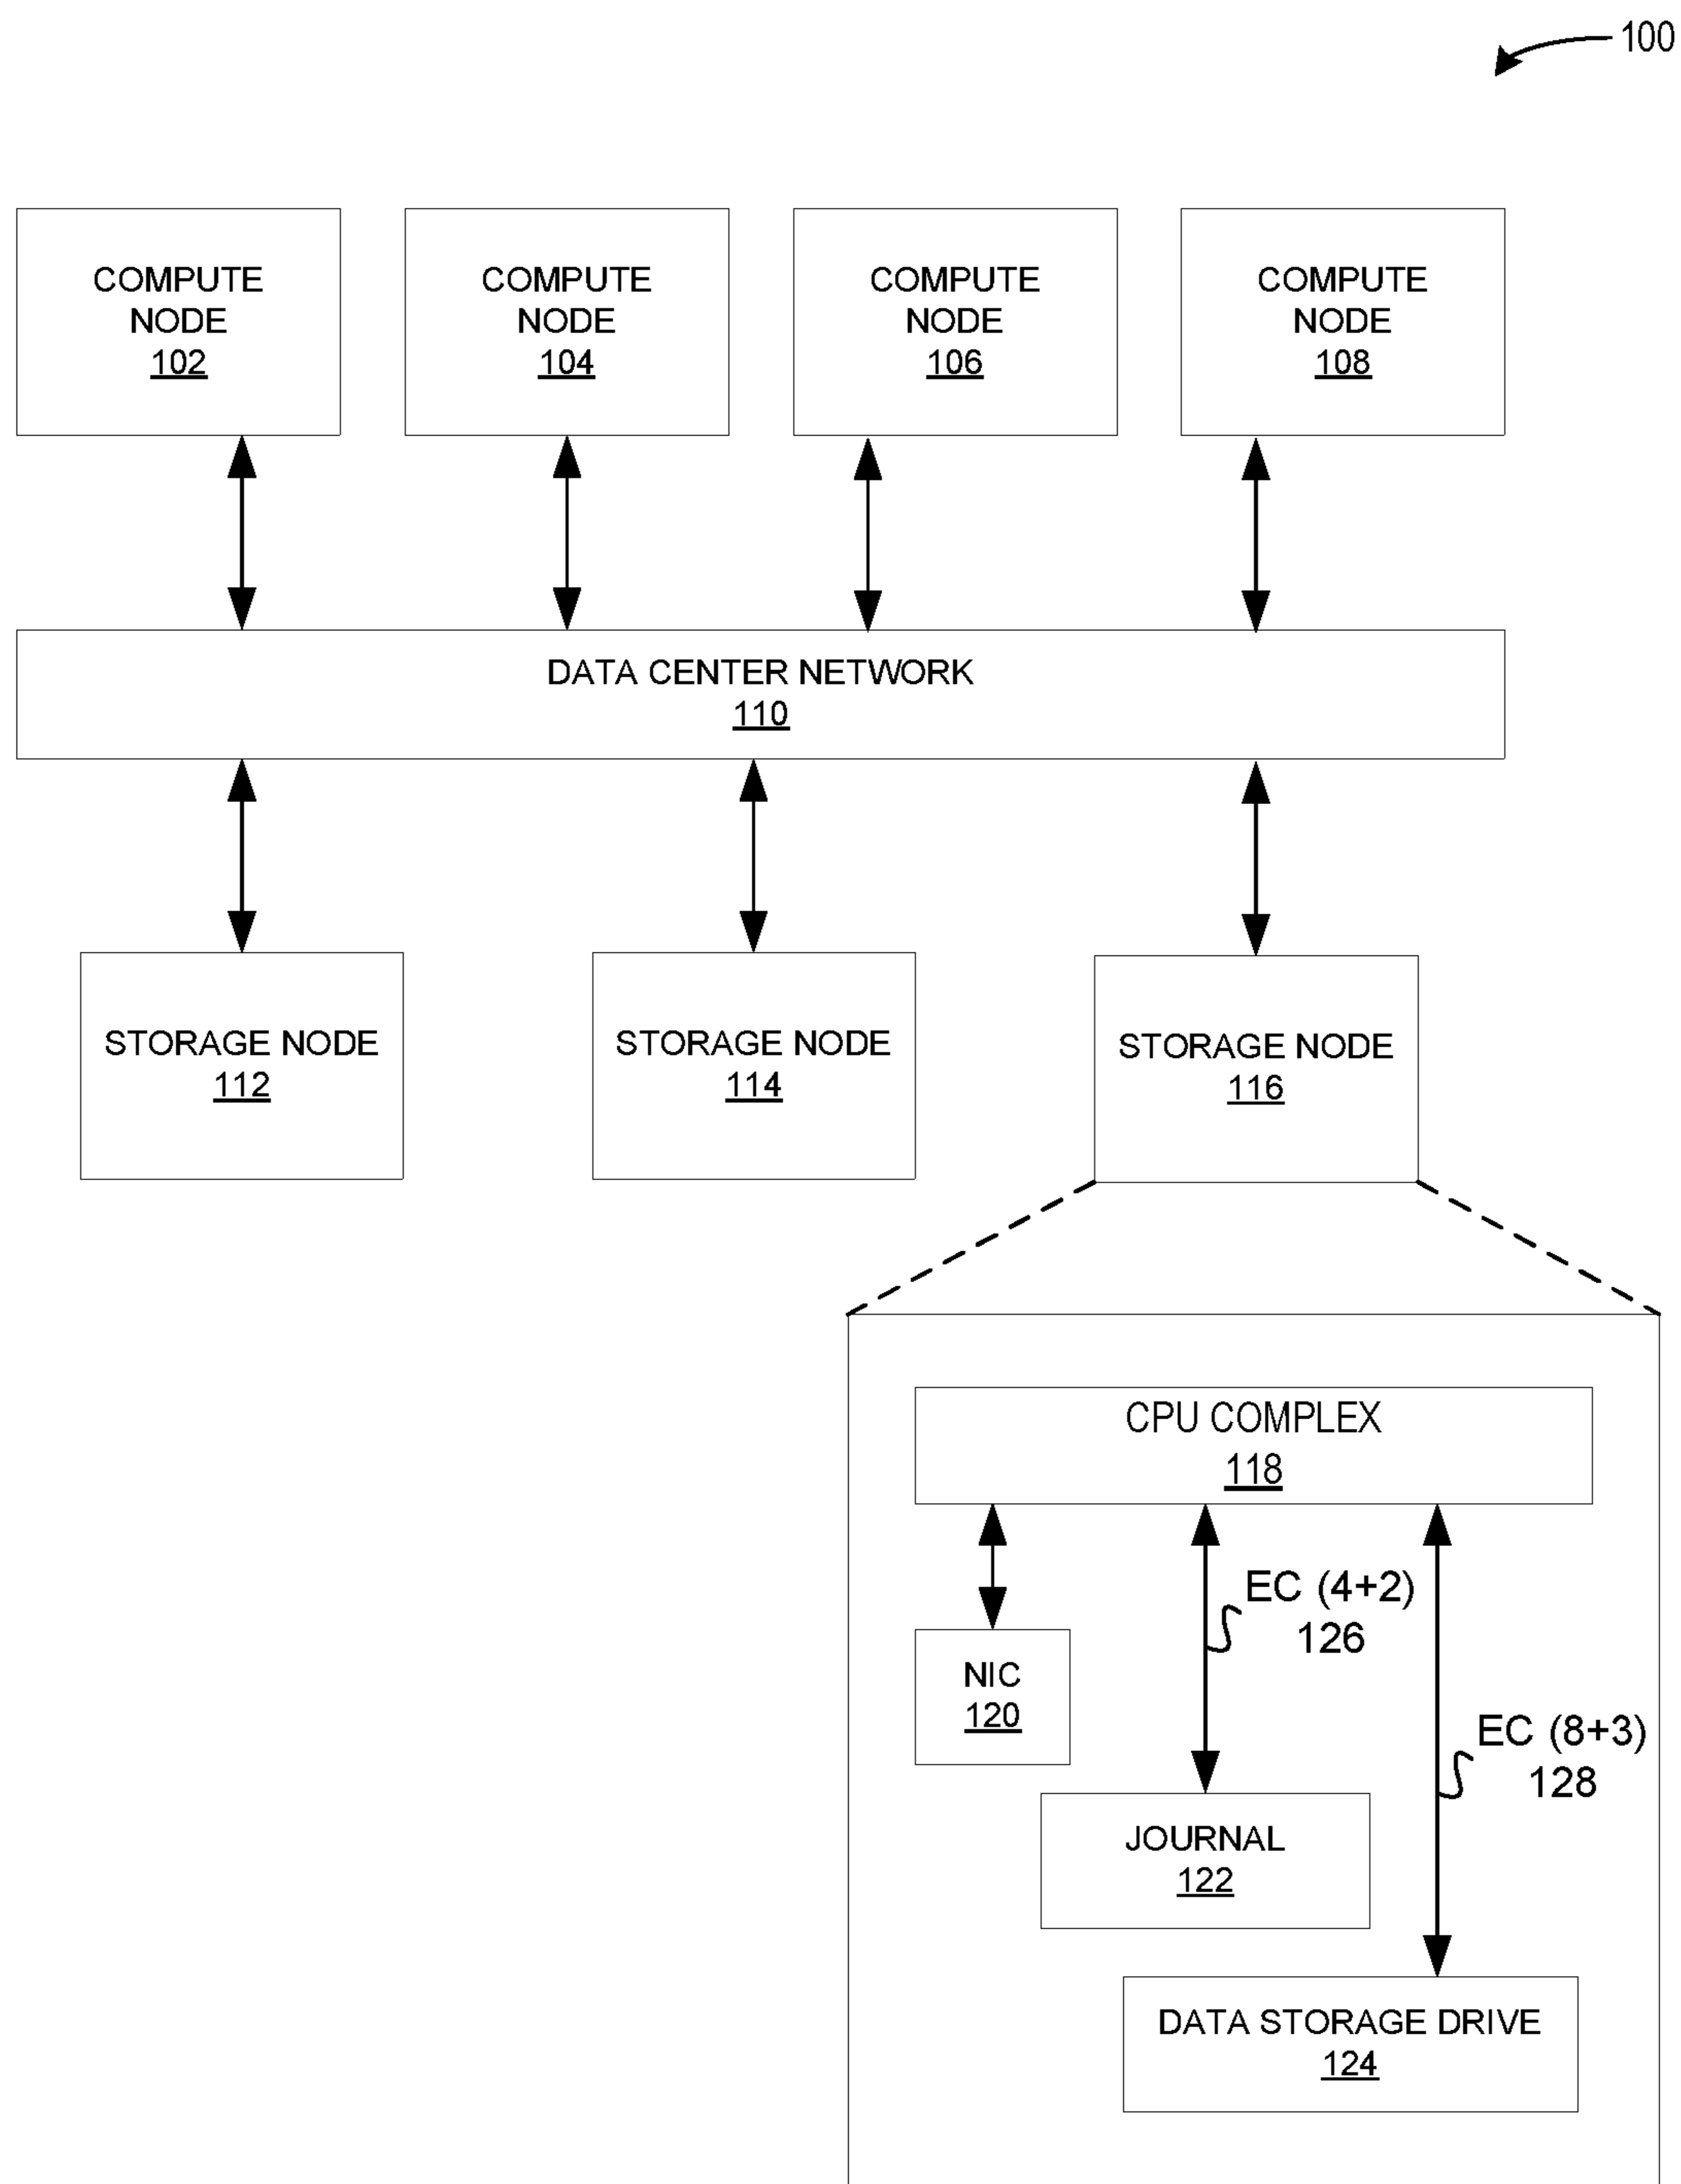 100
COMPUTE
NODE
102
COMPUTE
NODE
104
COMPUTE
NODE
106
COMPUTE
NODE
108
DATA CENTER NETWORK
110
STORAGE NODE
112
STORAGE NODE
114
STORAGE NODE
116
CPU COMPLEX
118
EC (4+2)
126
NIC
120
EC (8+3)
128
JOURNAL
122
DATA STORAGE DRIVE
124